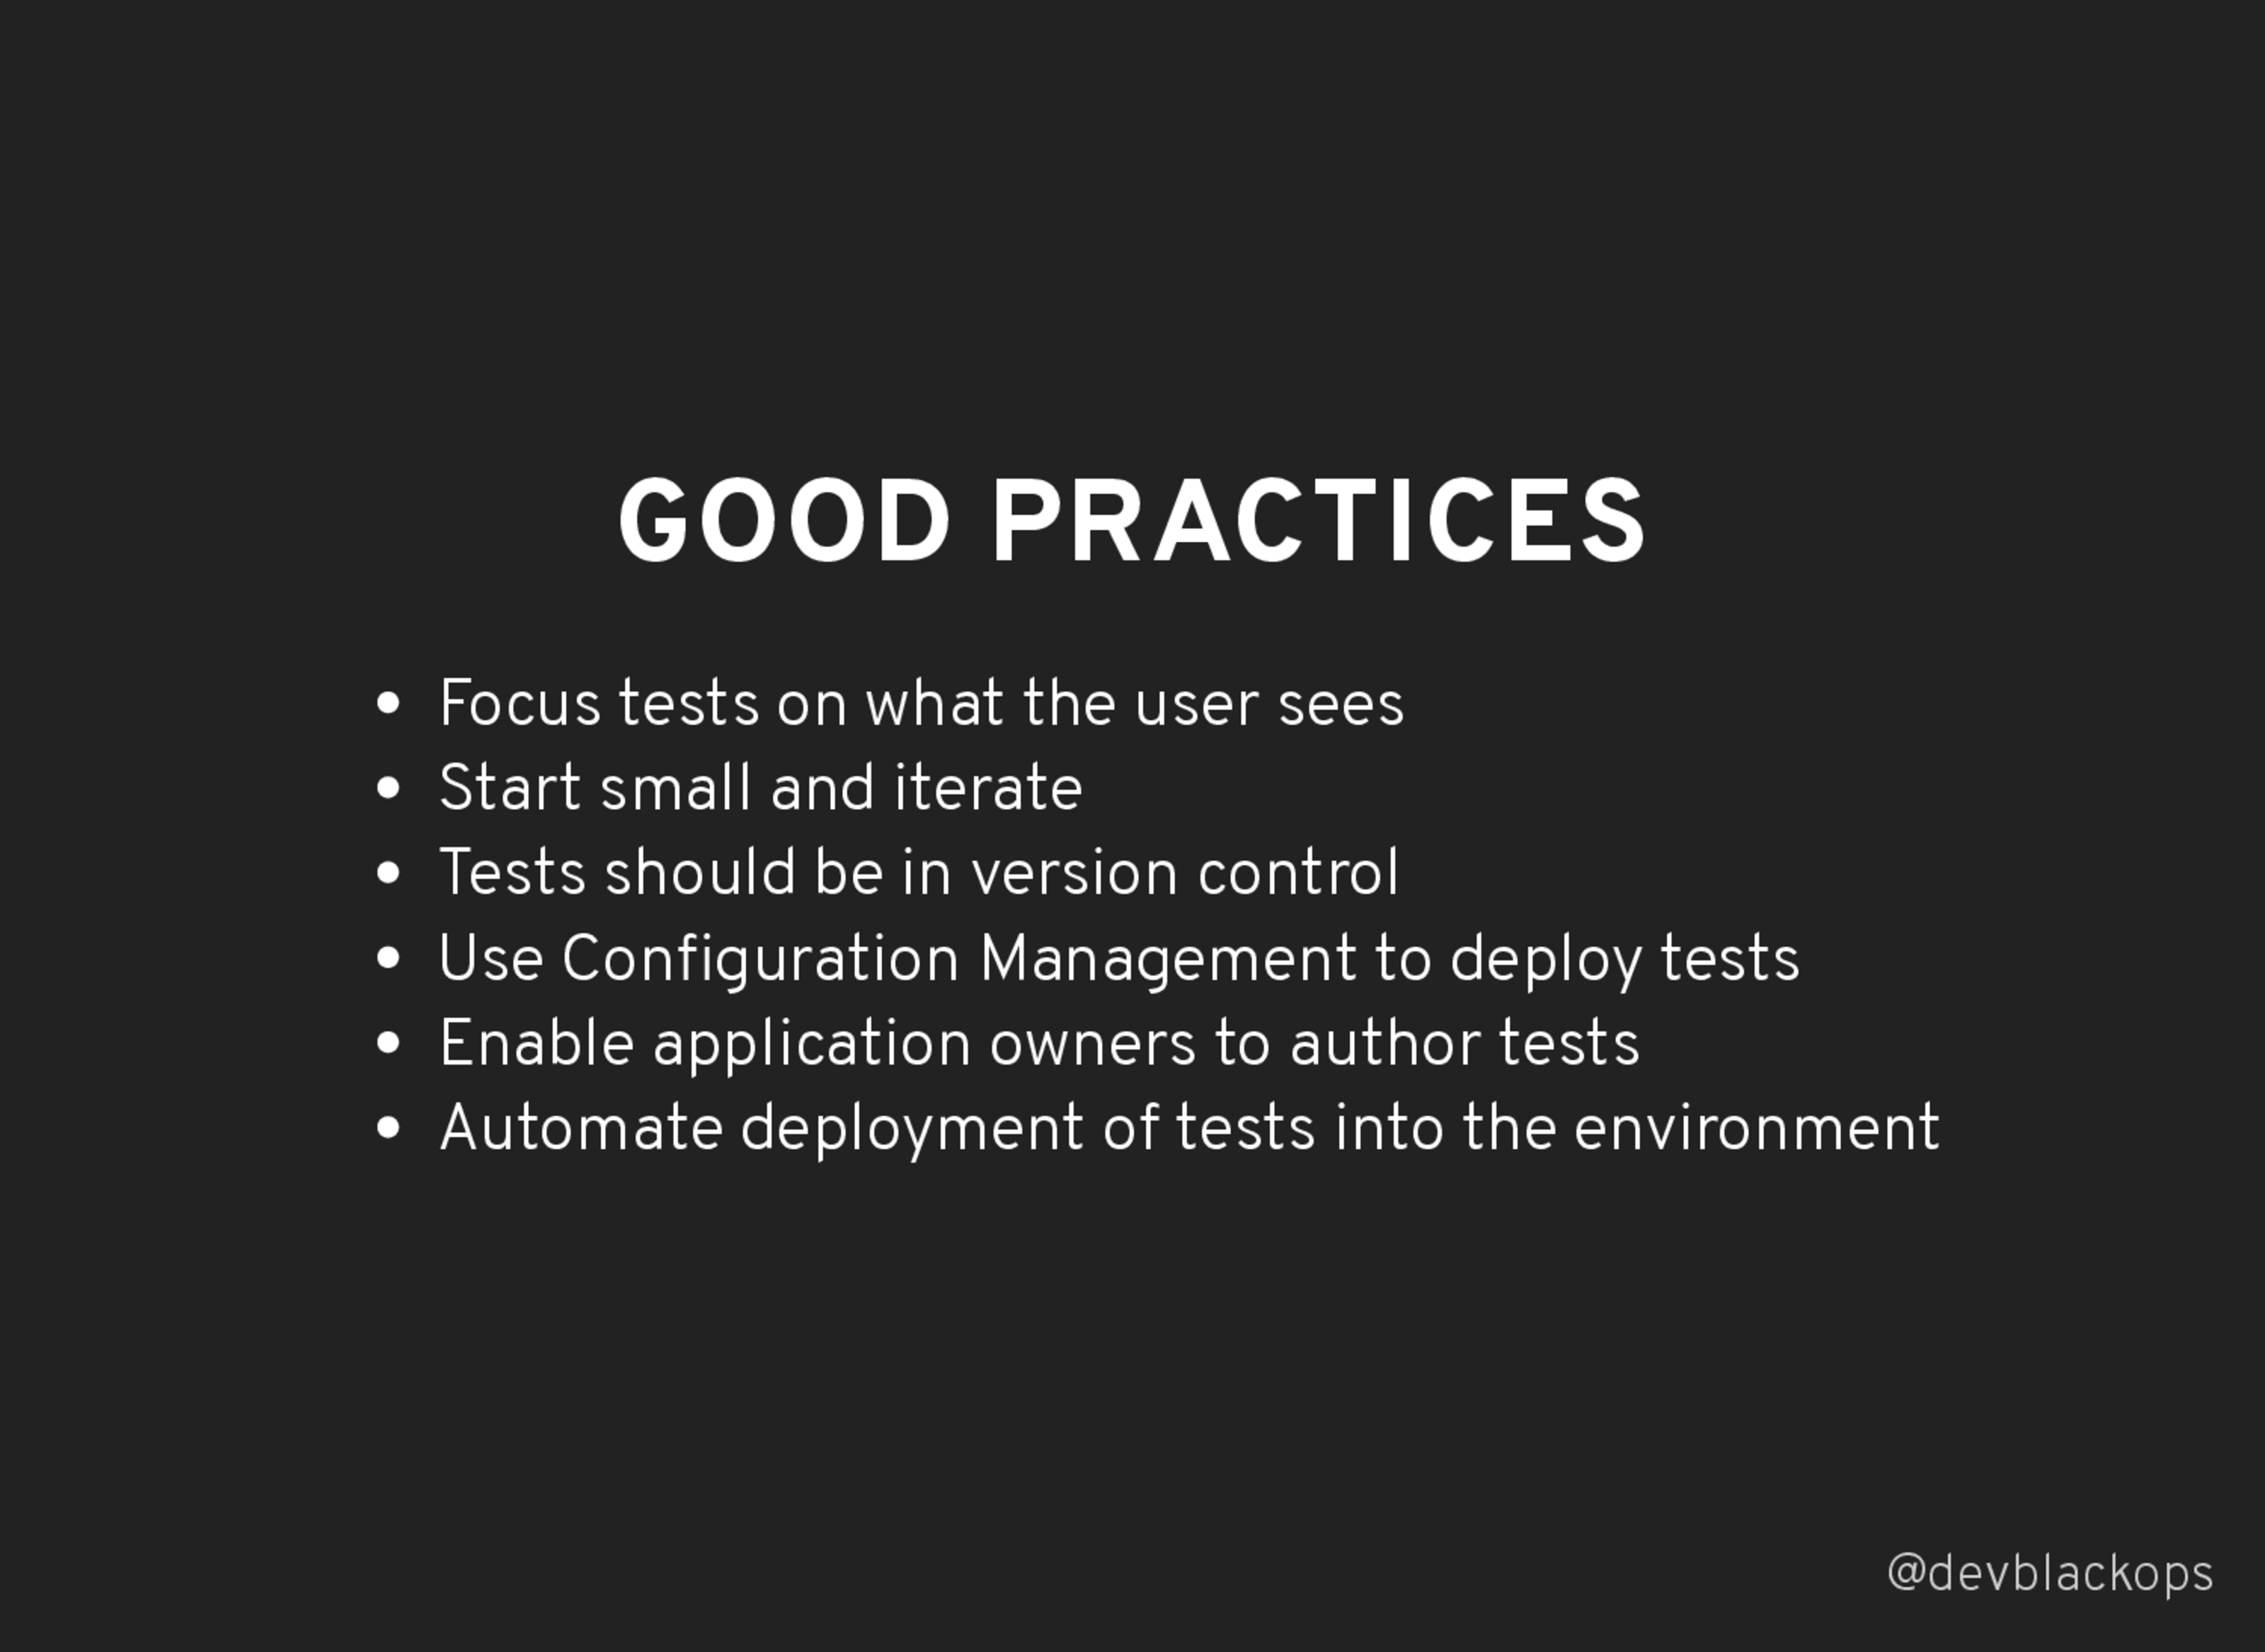 GOOD PRACTICES
• Focus tests on what the user sees
• Start small and iterate
• Tests should be in version control
• Use Configuration Management to deploy tests
• Enable application owners to author tests
• Automate deployment of tests into the environment
@devblackops